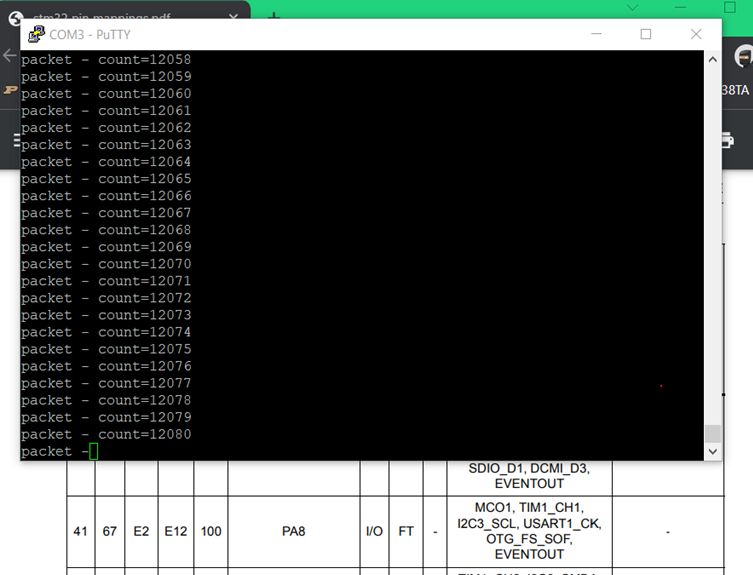 stm32 pin mappings.pdf
COM3 - PuTTY
packet - count=12058
packet - count=12059
packet - count=12060
packet - count=12061
packet - count=12062
packet - count=12063
packet - count=12064
packet - count=12065
packet - count=12066
packet - count=12067
packet - count=12068
packet - count=12069
packet - count=12070
packet - count=12071
packet - count=12072
packet - count=12073
packet - count=12074
packet - count=12075
packet - count=12076
packet - count=12077
packet - count=12078
packet - count=12079
packet - count=12080
packet -
38TA
SDIO_D1, DCMI_D3,
EVENTOUT
41 67 E2 E12 100 PA8 I/O FT - MCO1, TIM1_CH1, -
I2C3_SCL, USART1_CK,
OTG_FS_SOF,
EVENTOUT